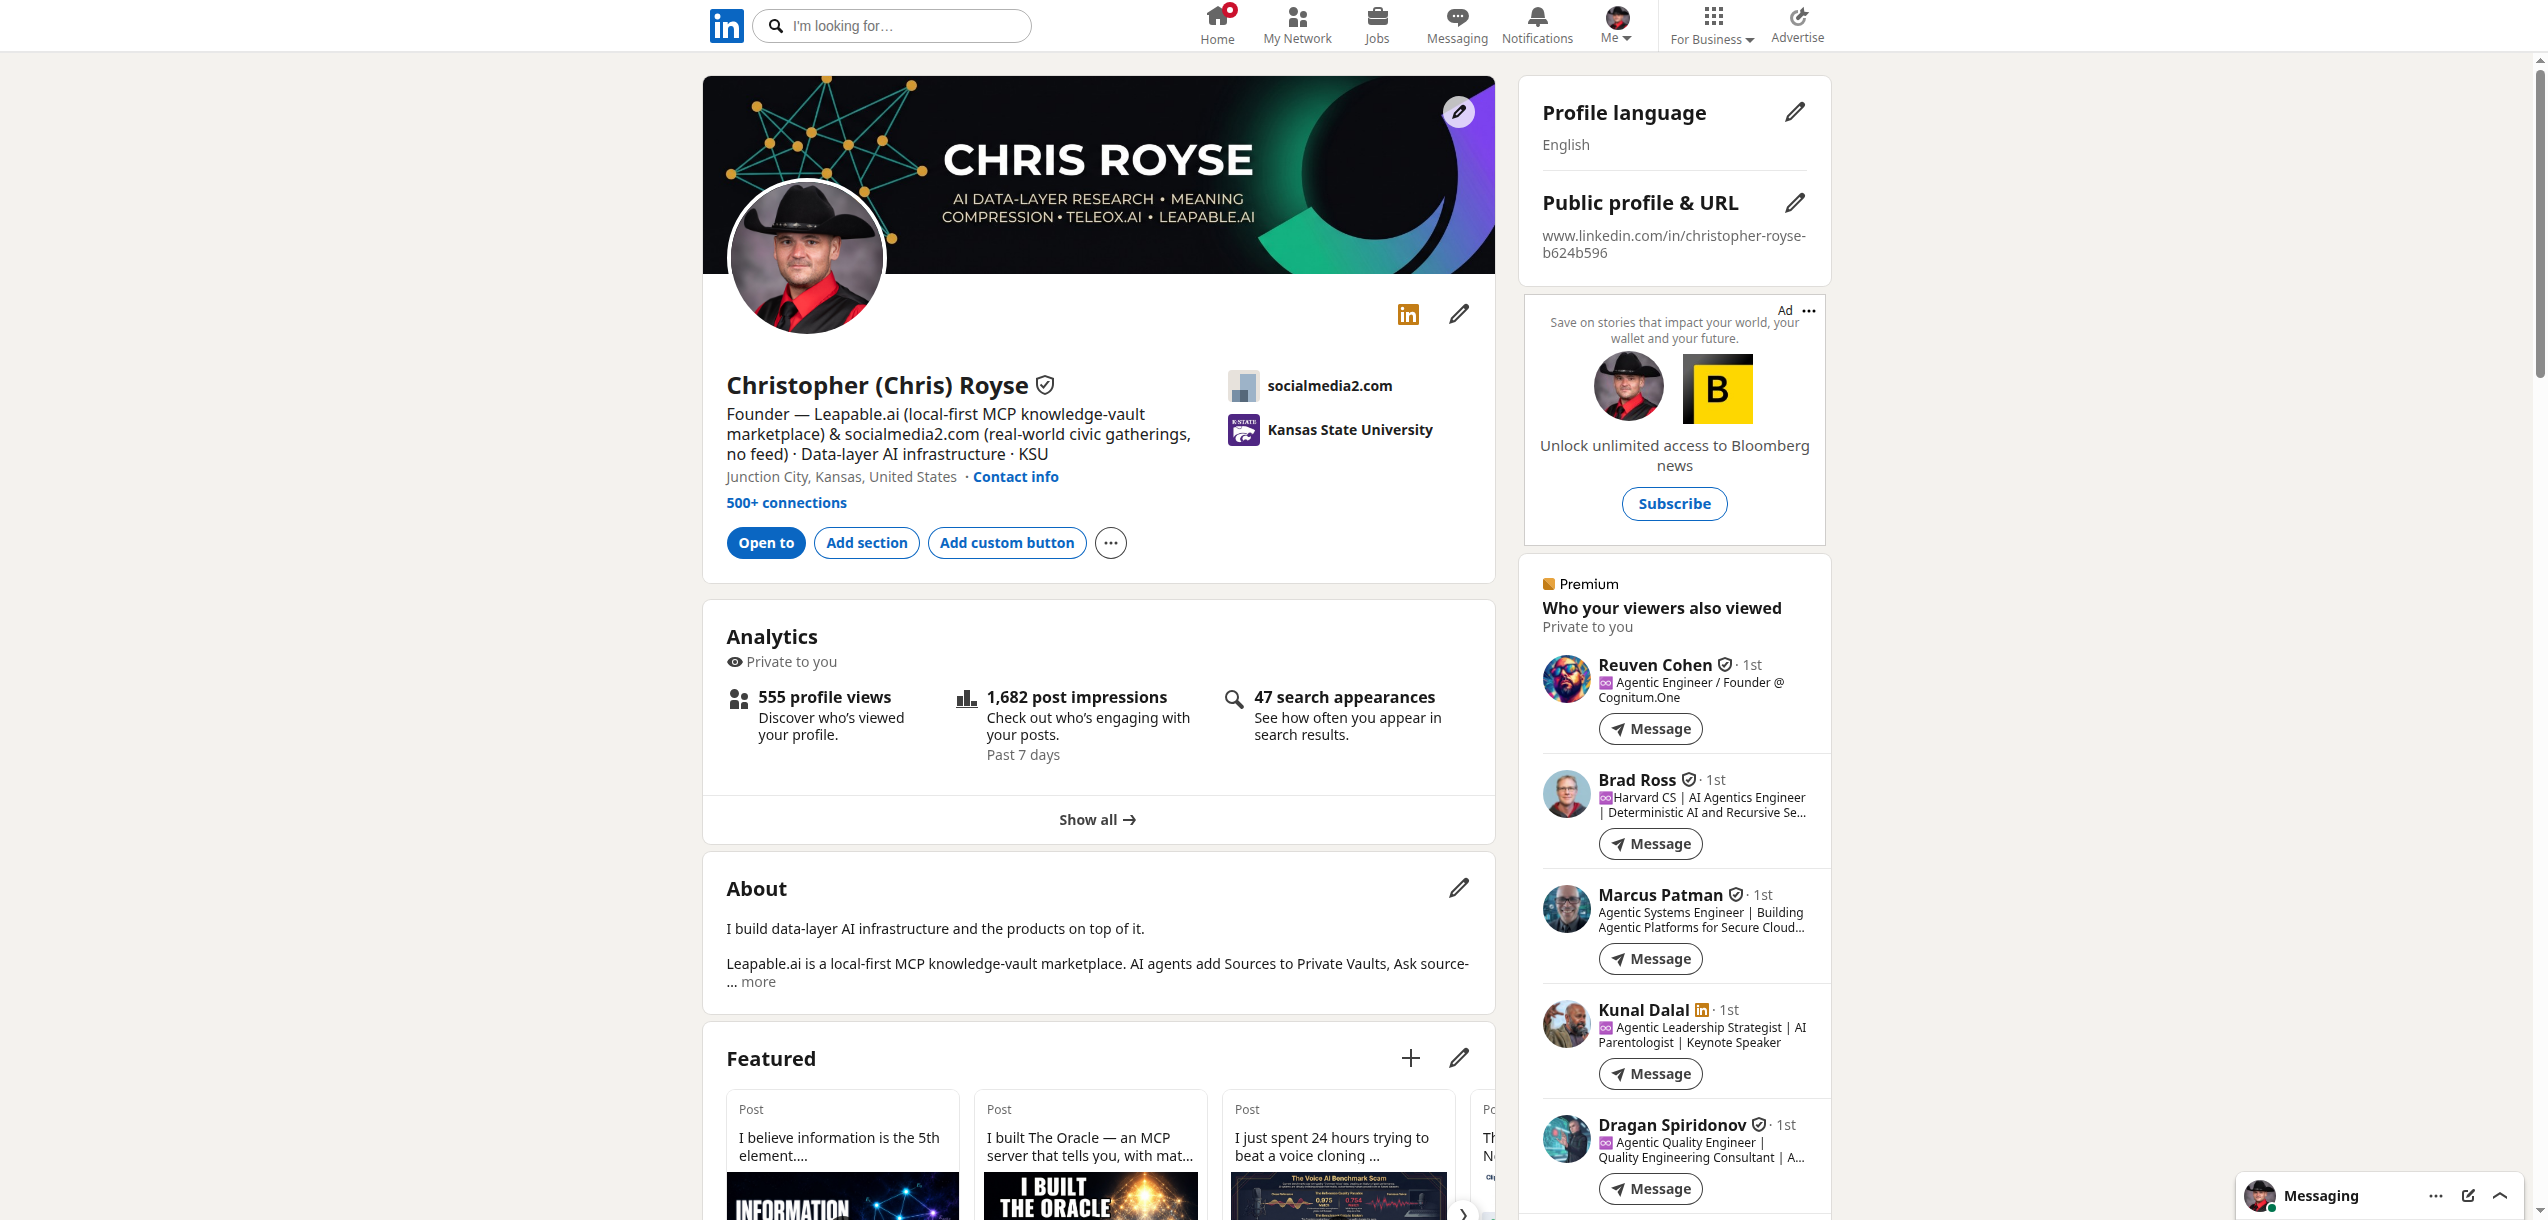 in
I'm looking for…
Home
My Network
Jobs
Messaging
Notifications
Me
For Business
Advertise
CHRIS ROYSE
AI DATA-LAYER RESEARCH • MEANING
COMPRESSION • TELEOX.AI • LEAPABLE.AI
in
Christopher (Chris) Royse
Founder — Leapable.ai (local-first MCP knowledge-vault
marketplace) & socialmedia2.com (real-world civic gatherings,
no feed) · Data-layer AI infrastructure · KSU
Junction City, Kansas, United States · Contact info
500+ connections
Open to
Add section
Add custom button
socialmedia2.com
K-STATE
Kansas State University
Analytics
Private to you
555 profile views
Discover who's viewed
your profile.
1,682 post impressions
Check out who's engaging with
your posts.
Past 7 days
47 search appearances
See how often you appear in
search results.
Show all →
About
I build data-layer AI infrastructure and the products on top of it.
Leapable.ai is a local-first MCP knowledge-vault marketplace. AI agents add Sources to Private Vaults, Ask source-
… more
Featured
Post
I believe information is the 5th
element....
INFORMATION
Post
I built The Oracle — an MCP
server that tells you, with mat...
I BUILT
THE ORACLE
Post
I just spent 24 hours trying to
beat a voice cloning ...
The Voice AI Benchmark Scam
0.975
0.754
Profile language
English
Public profile & URL
www.linkedin.com/in/christopher-royse-
b624b596
Ad
Save on stories that impact your world, your
wallet and your future.
B
Unlock unlimited access to Bloomberg
news
Subscribe
Premium
Who your viewers also viewed
Private to you
Reuven Cohen · 1st
♾️ Agentic Engineer / Founder @
Cognitum.One
Message
Brad Ross · 1st
♾️Harvard CS | AI Agentics Engineer
| Deterministic AI and Recursive Se...
Message
Marcus Patman · 1st
Agentic Systems Engineer | Building
Agentic Platforms for Secure Cloud...
Message
Kunal Dalal in · 1st
♾️ Agentic Leadership Strategist | AI
Parentologist | Keynote Speaker
Message
Dragan Spiridonov · 1st
♾️ Agentic Quality Engineer |
Quality Engineering Consultant | A...
Message
Messaging